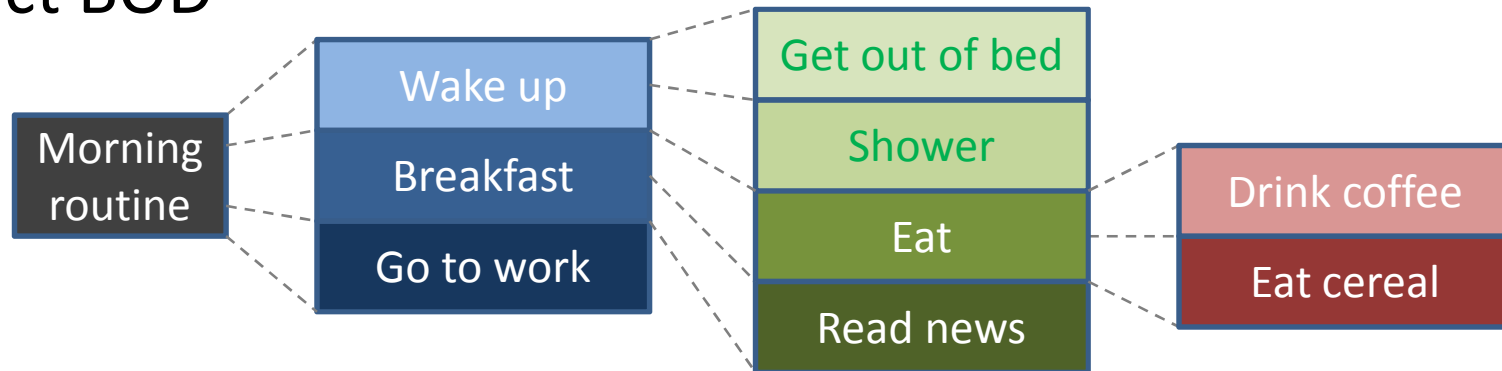 Morning
routine
Wake up
Breakfast
Go to work
Get out of bed
Shower
Eat
Read news
Drink coffee
Eat cereal